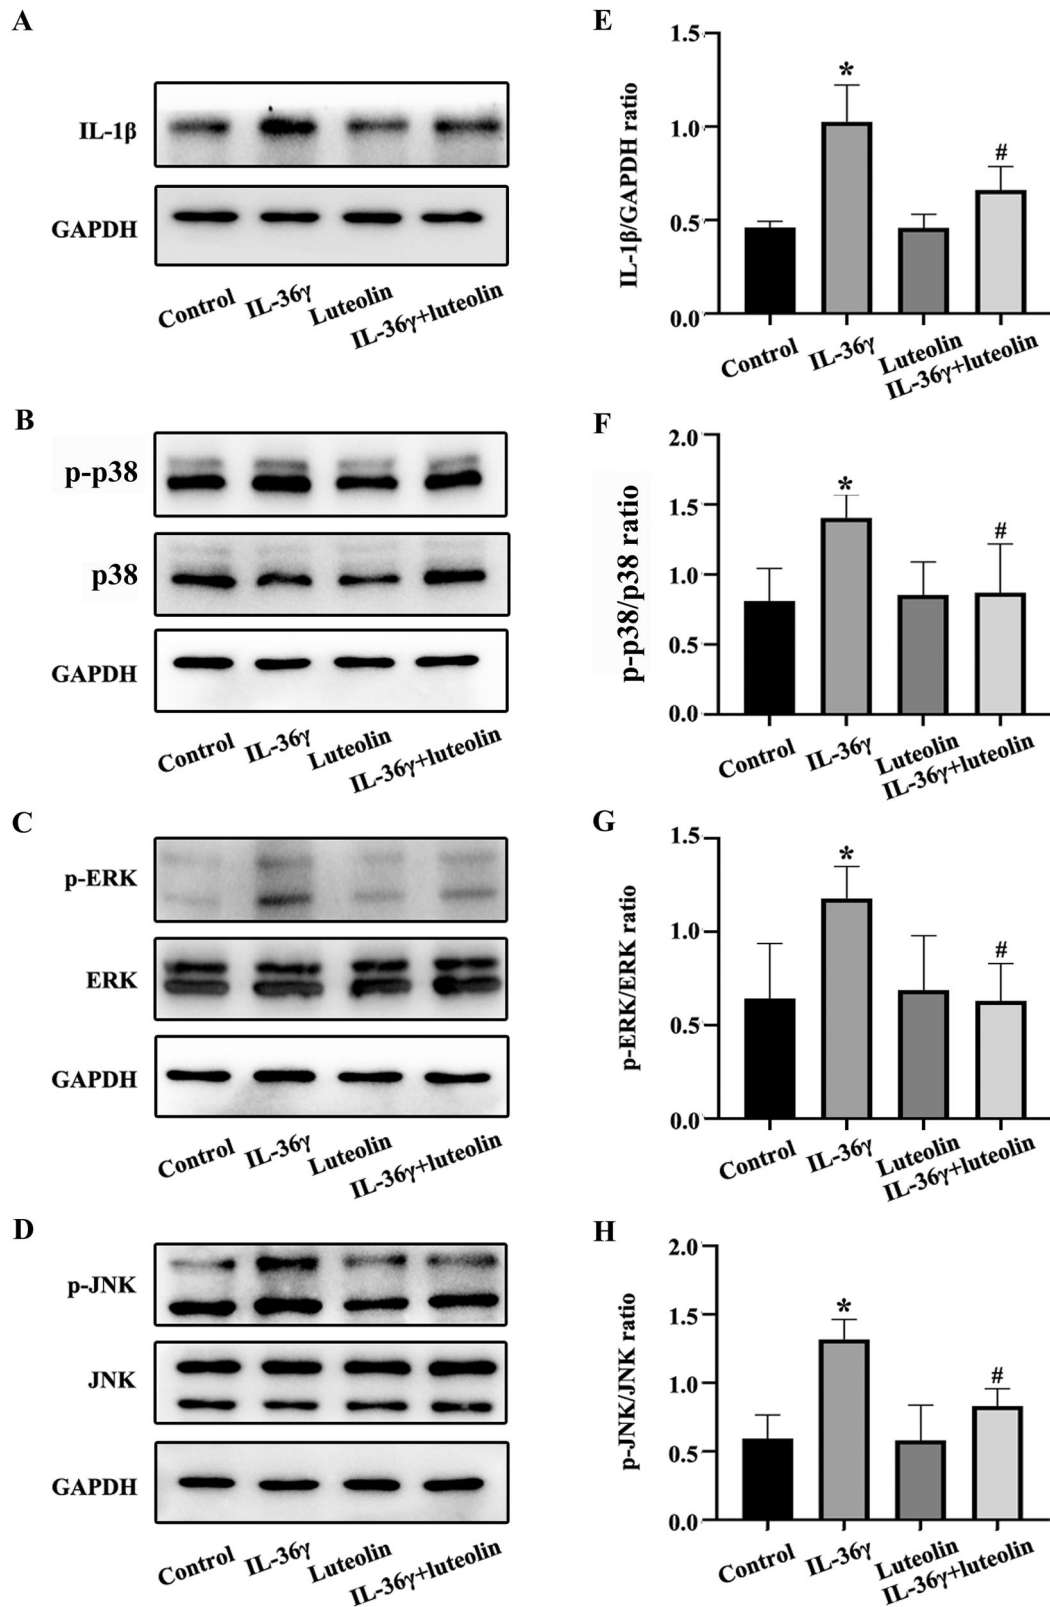 A
IL-1β
GAPDH
Control
IL-36γ
Luteolin
IL-36γ+luteolin
E
IL-1β/GAPDH ratio
1.5
1.0
0.5
0.0
*
#
Control
IL-36γ
Luteolin
IL-36γ+luteolin
B
p-p38
p38
GAPDH
Control
IL-36γ
Luteolin
IL-36γ+luteolin
F
p-p38/p38 ratio
2.0
1.5
1.0
0.5
0.0
*
#
Control
IL-36γ
Luteolin
IL-36γ+luteolin
C
p-ERK
ERK
GAPDH
Control
IL-36γ
Luteolin
IL-36γ+luteolin
G
p-ERK/ERK ratio
1.5
1.0
0.5
0.0
*
#
Control
IL-36γ
Luteolin
IL-36γ+luteolin
D
p-JNK
JNK
GAPDH
Control
IL-36γ
Luteolin
IL-36γ+luteolin
H
p-JNK/JNK ratio
2.0
1.5
1.0
0.5
0.0
*
#
Control
IL-36γ
Luteolin
IL-36γ+luteolin